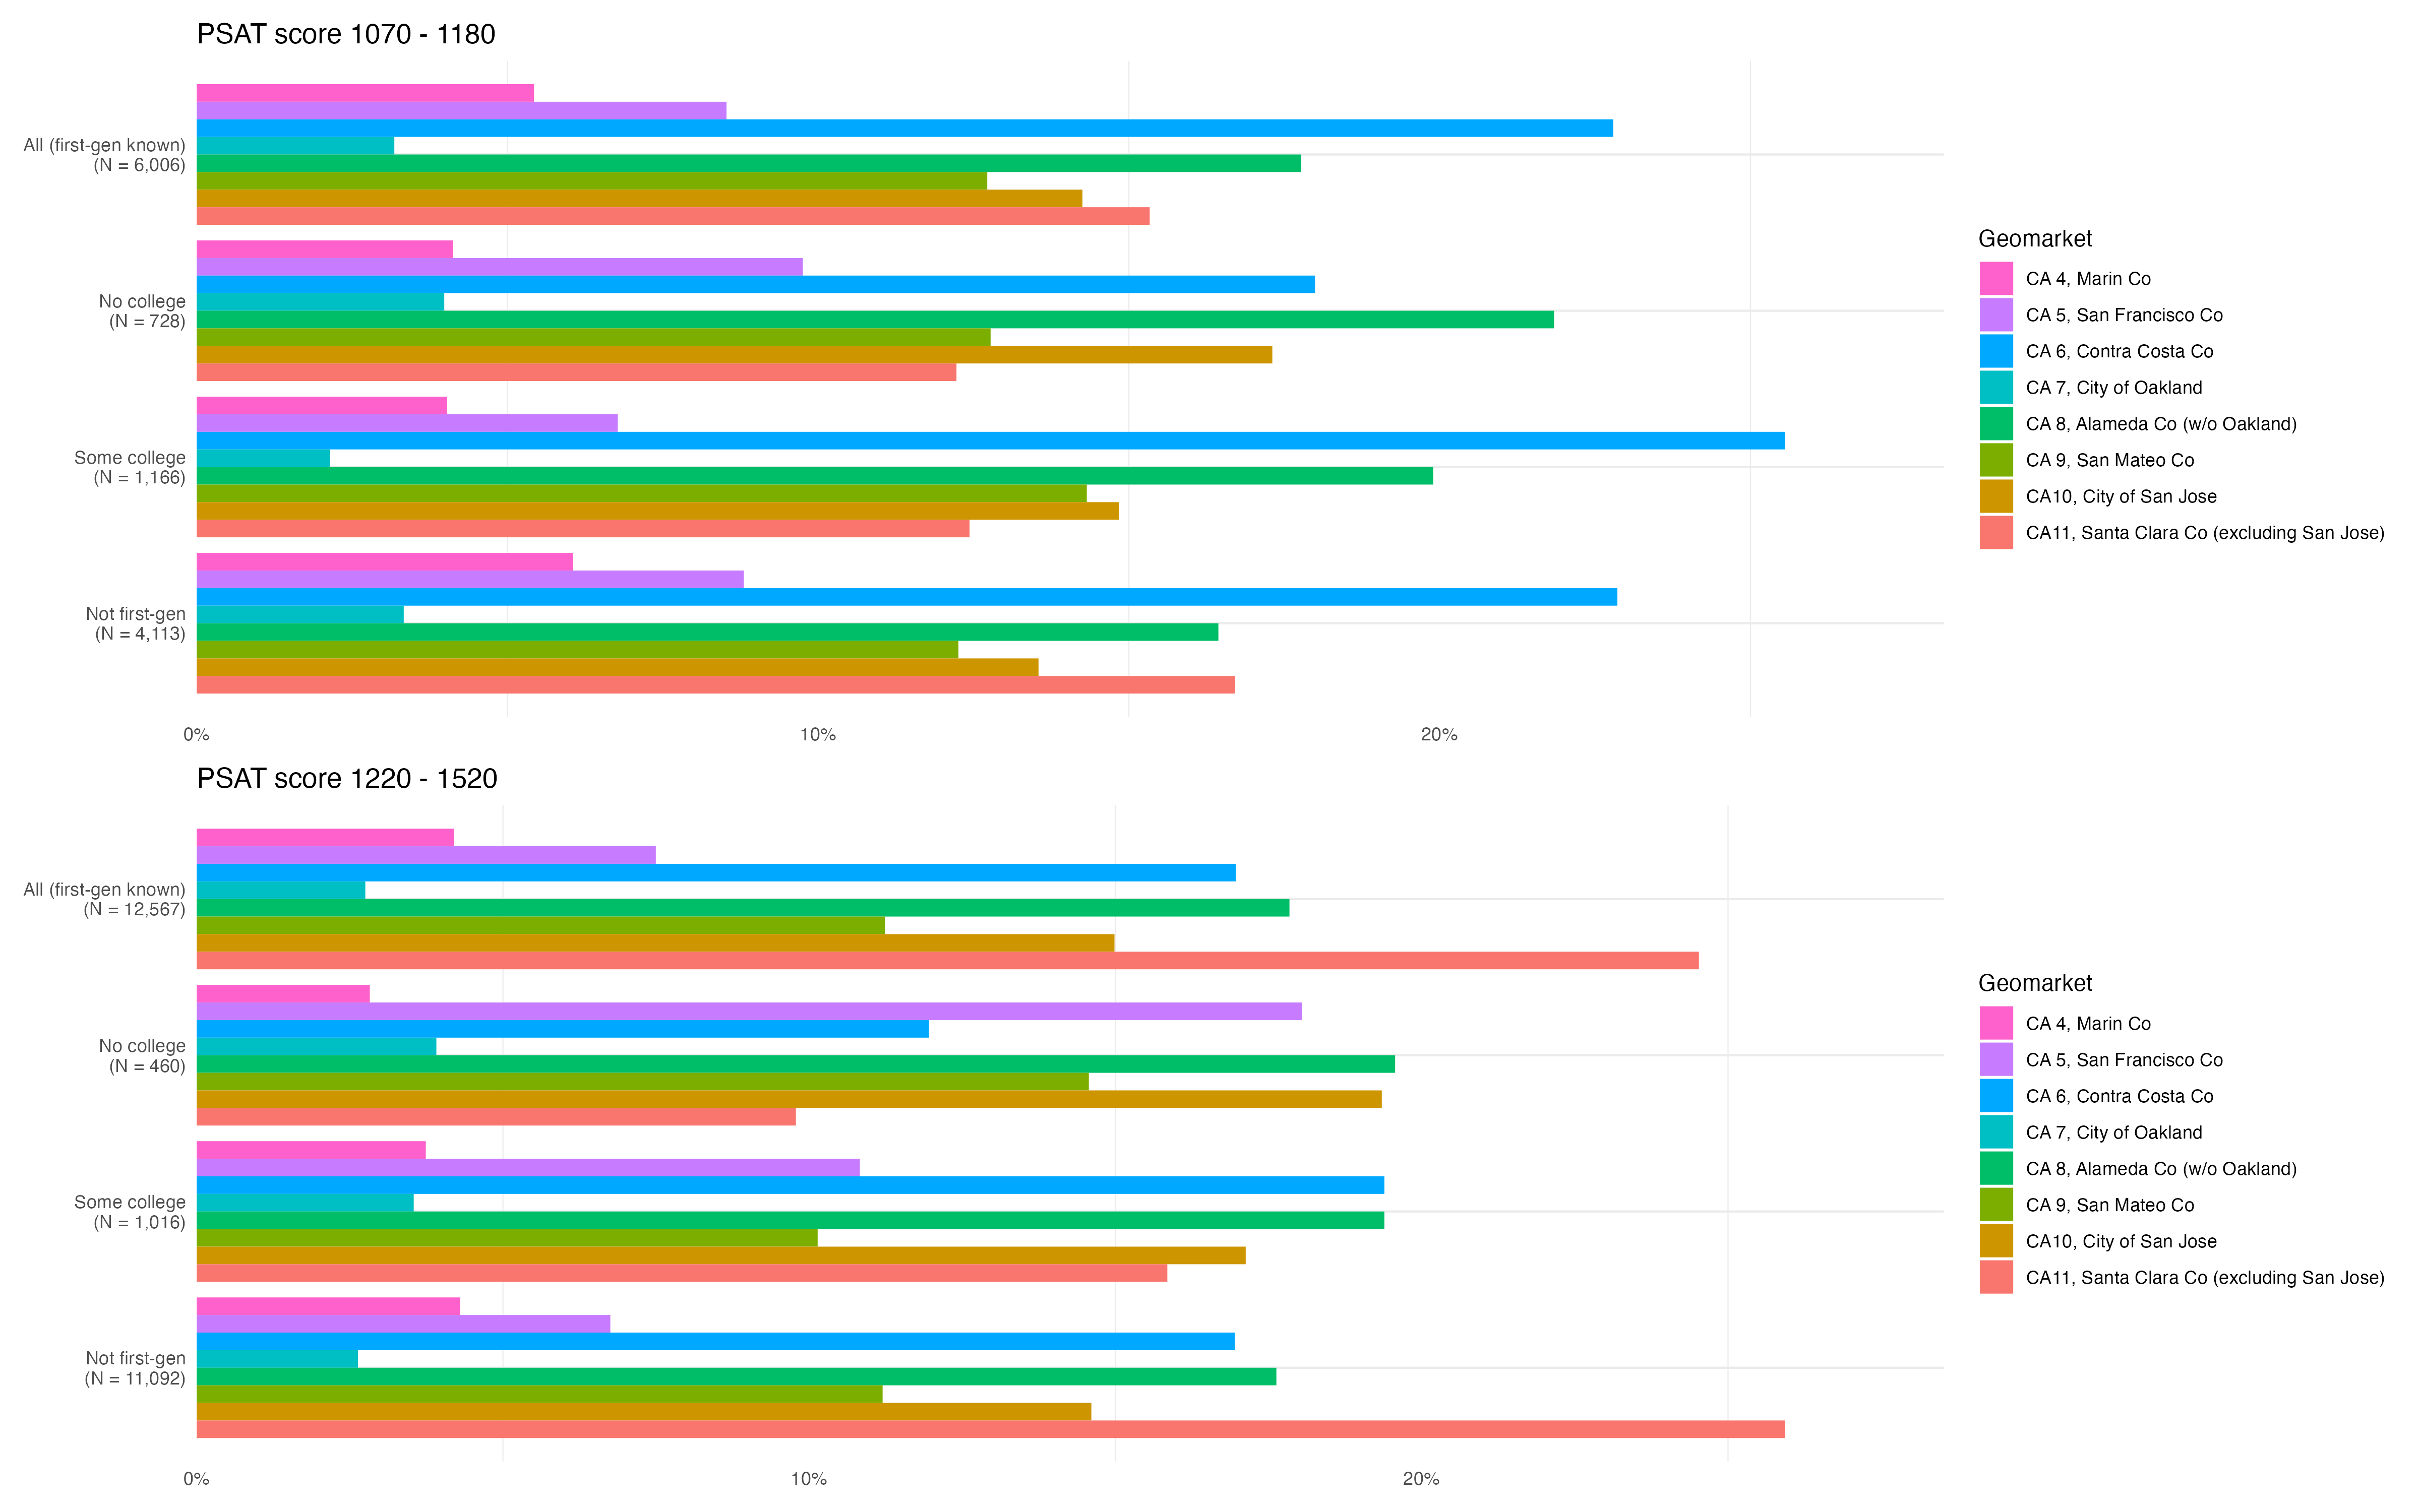 PSAT score 1070 - 1180
All (first-gen known)
(N = 6,006)
No college
(N = 728)
Some college
(N = 1,166)
Not first-gen
(N = 4,113)
0% 10% 20%
Geomarket
CA 4, Marin Co
CA 5, San Francisco Co
CA 6, Contra Costa Co
CA 7, City of Oakland
CA 8, Alameda Co (w/o Oakland)
CA 9, San Mateo Co
CA10, City of San Jose
CA11, Santa Clara Co (excluding San Jose)
PSAT score 1220 - 1520
All (first-gen known)
(N = 12,567)
No college
(N = 460)
Some college
(N = 1,016)
Not first-gen
(N = 11,092)
0% 10% 20%
Geomarket
CA 4, Marin Co
CA 5, San Francisco Co
CA 6, Contra Costa Co
CA 7, City of Oakland
CA 8, Alameda Co (w/o Oakland)
CA 9, San Mateo Co
CA10, City of San Jose
CA11, Santa Clara Co (excluding San Jose)